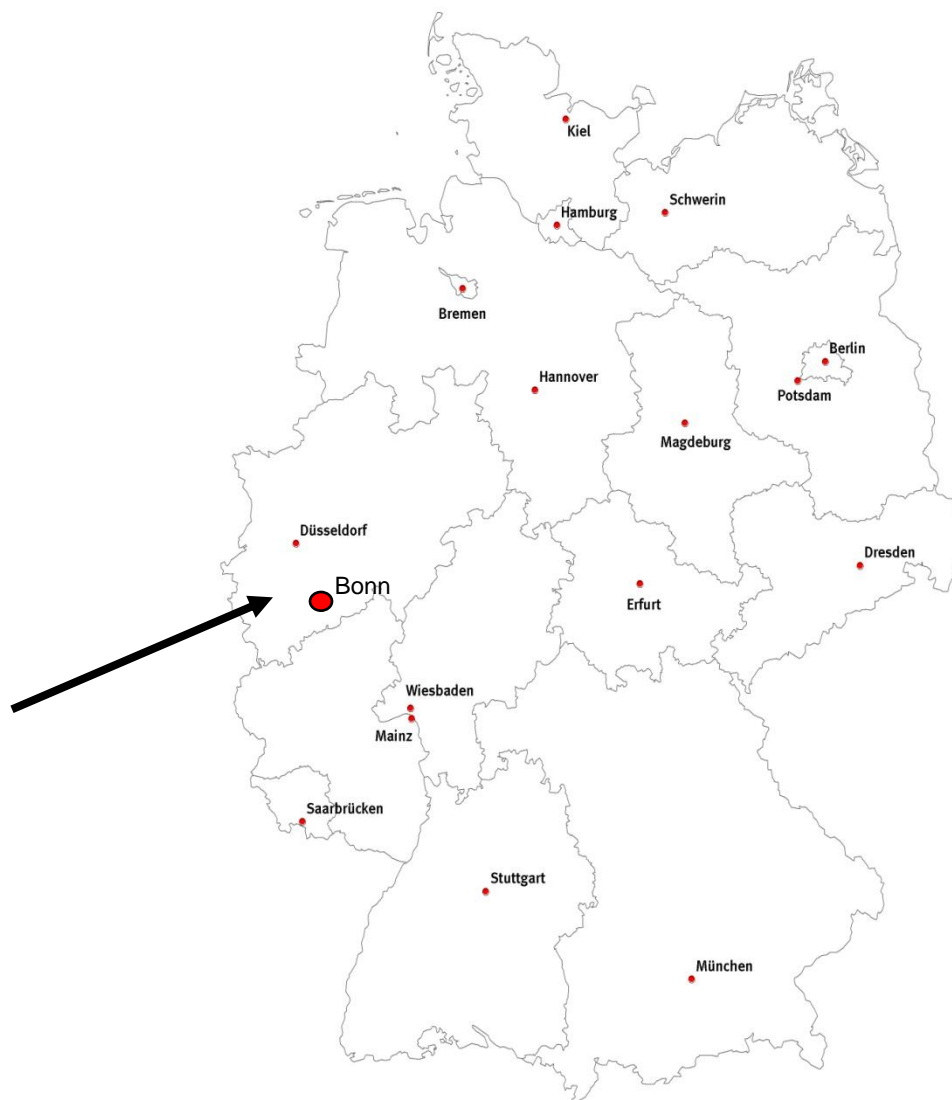 Kiel
Schwerin
Hamburg
Bremen
Berlin
Hannover
Potsdam
Magdeburg
Düsseldorf
Dresden
Bonn
Erfurt
Wiesbaden
Mainz
Saarbrücken
Stuttgart
München